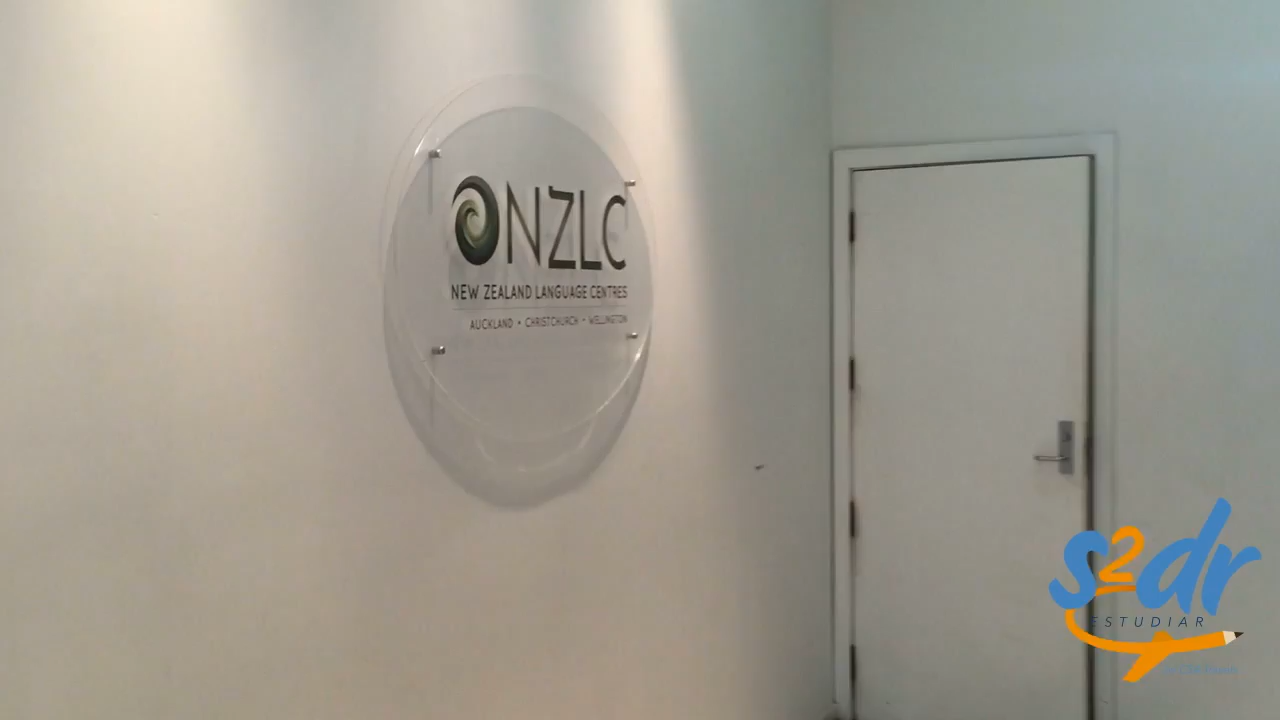 NZLC
NEW ZEALAND LANGUAGE CENTRES
AUCKLAND • CHRISTCHURCH • WELLINGTON
s2dr
ESTUDIAR